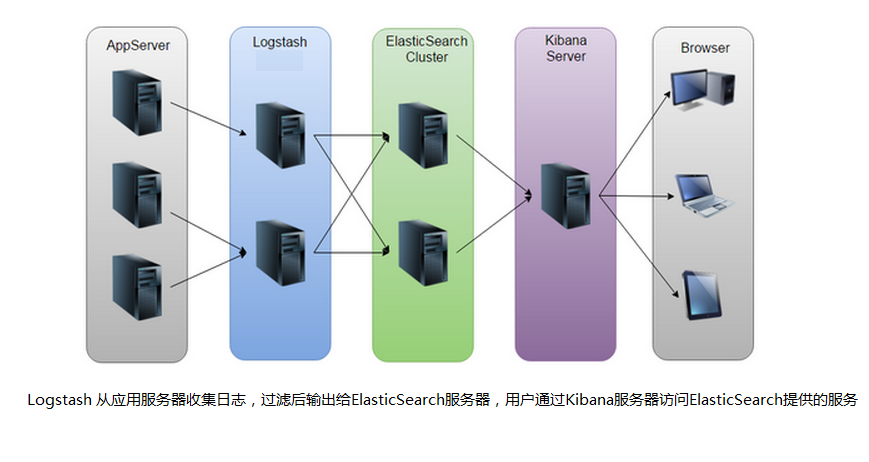 AppServer
Logstash
ElasticSearch
Cluster
Kibana
Server
Browser
Logstash 从应用服务器收集日志，过滤后输出给ElasticSearch服务器，用户通过Kibana服务器访问ElasticSearch提供的服务